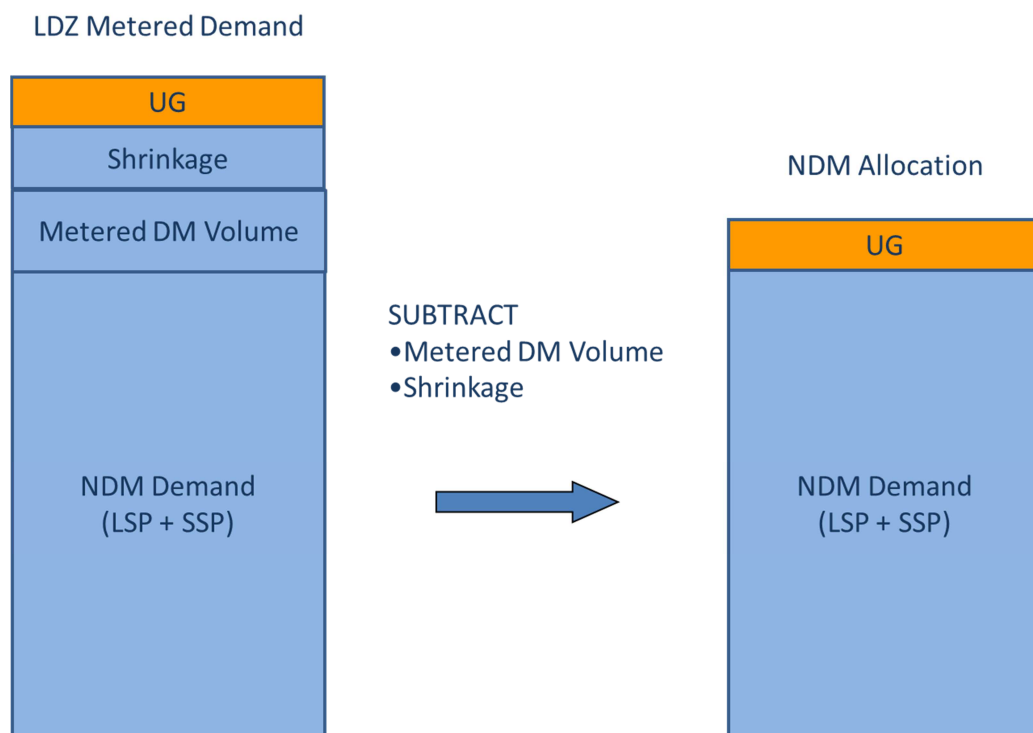 LDZ Metered Demand
UG
Shrinkage
Metered DM Volume
NDM Demand
(LSP + SSP)
SUBTRACT
•Metered DM Volume
•Shrinkage
NDM Allocation
UG
NDM Demand
(LSP + SSP)